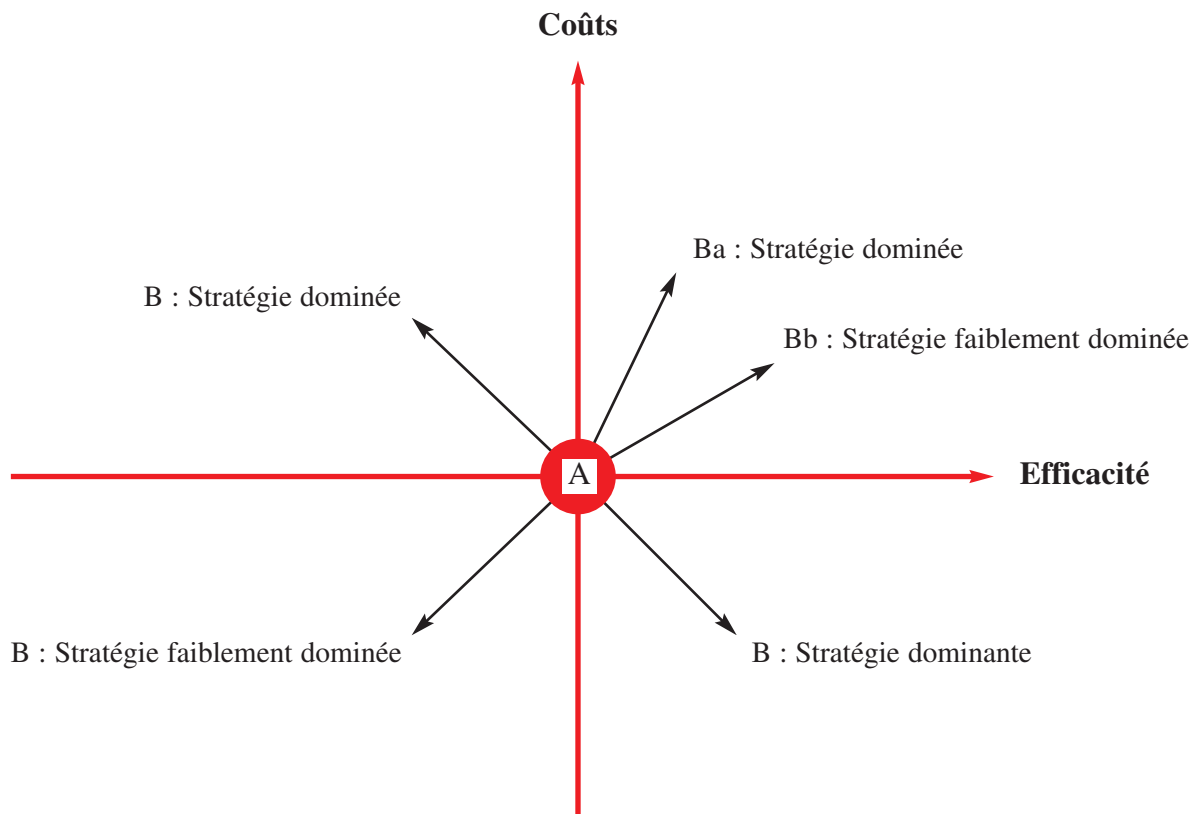 Coûts
Ba : Stratégie dominée
B : Stratégie dominée
Bb : Stratégie faiblement dominée
A
Efficacité
B : Stratégie faiblement dominée
B : Stratégie dominante